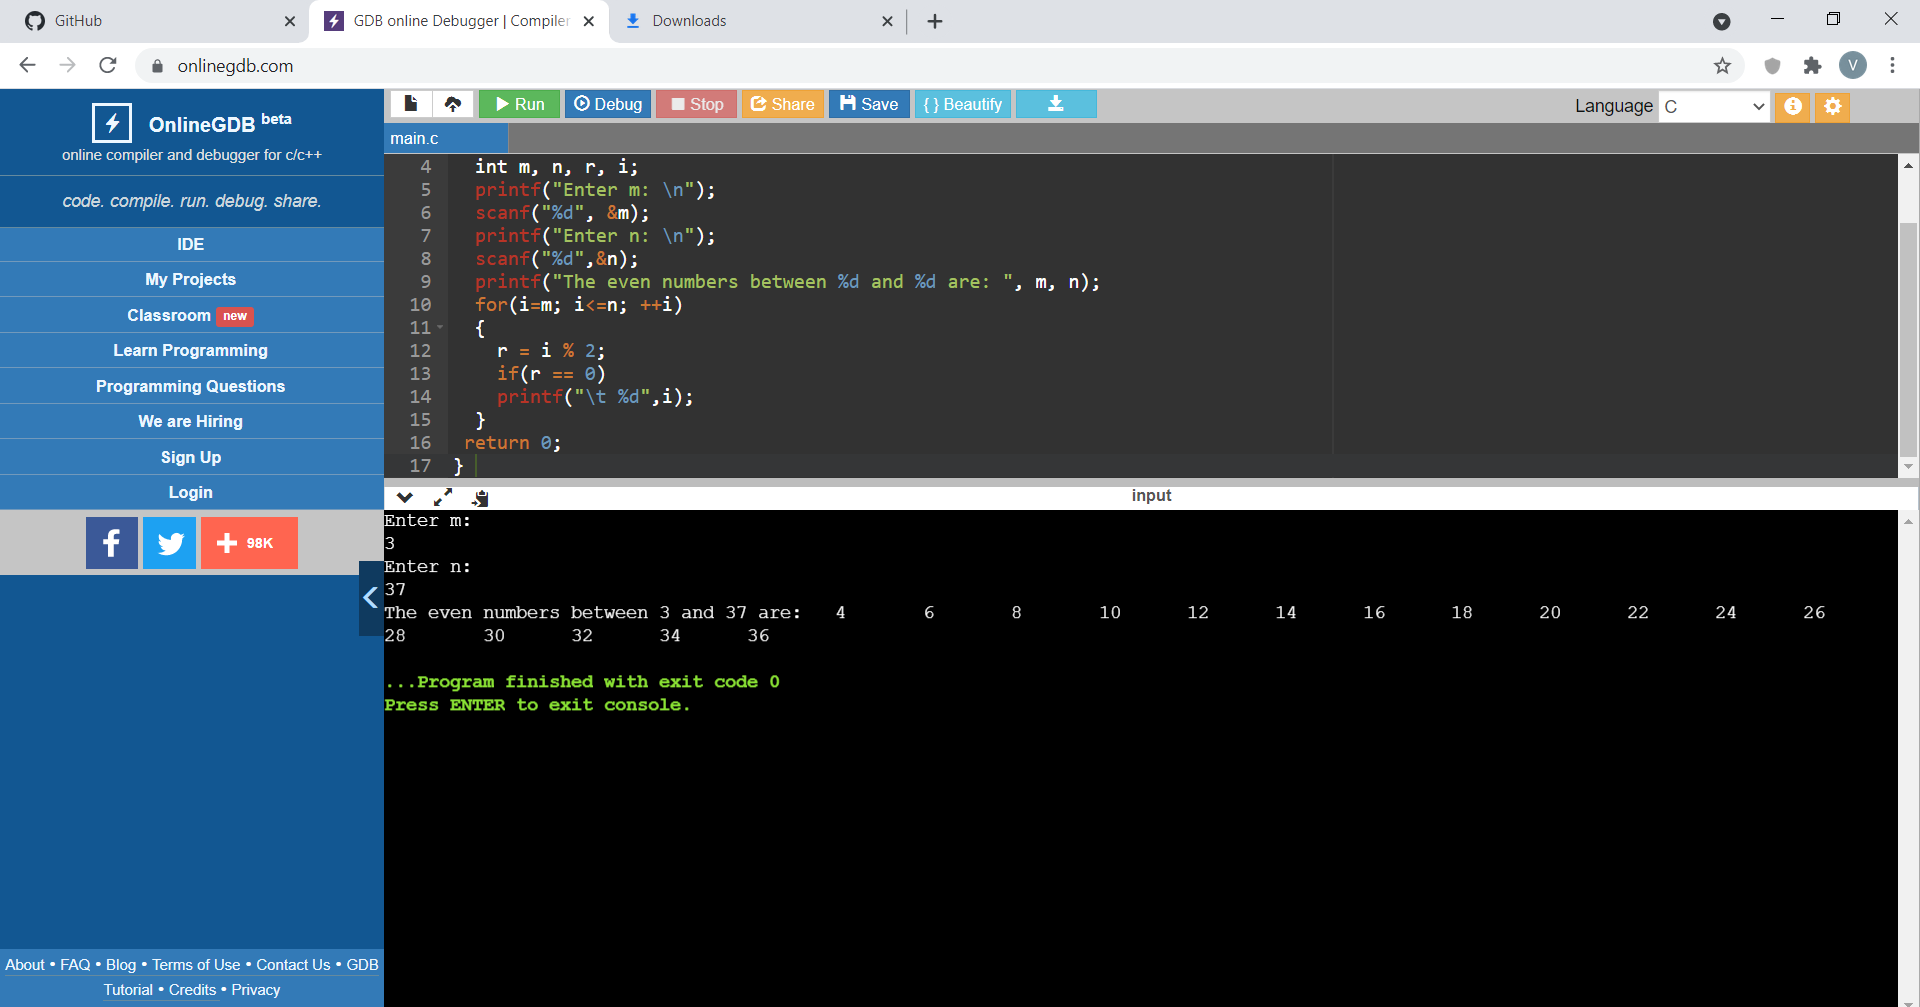 GitHub
GDB online Debugger | Compiler
Downloads
onlinegdb.com
V
OnlineGDB beta
online compiler and debugger for c/c++
code. compile. run. debug. share.
IDE
My Projects
Classroom new
Learn Programming
Programming Questions
We are Hiring
Sign Up
Login
98K
About • FAQ • Blog • Terms of Use • Contact Us • GDB
Tutorial • Credits • Privacy
Run Debug Stop Share Save { } Beautify
Language C
main.c
4 int m, n, r, i;
5 printf("Enter m: \n");
6 scanf("%d", &m);
7 printf("Enter n: \n");
8 scanf("%d",&n);
9 printf("The even numbers between %d and %d are: ", m, n);
10 for(i=m; i<=n; ++i)
11 {
12 r = i % 2;
13 if(r == 0)
14 printf("\t %d",i);
15 }
16 return 0;
17 }
input
Enter m:
3
Enter n:
37
The even numbers between 3 and 37 are: 4 6 8 10 12 14 16 18 20 22 24 26
28 30 32 34 36
...Program finished with exit code 0
Press ENTER to exit console.